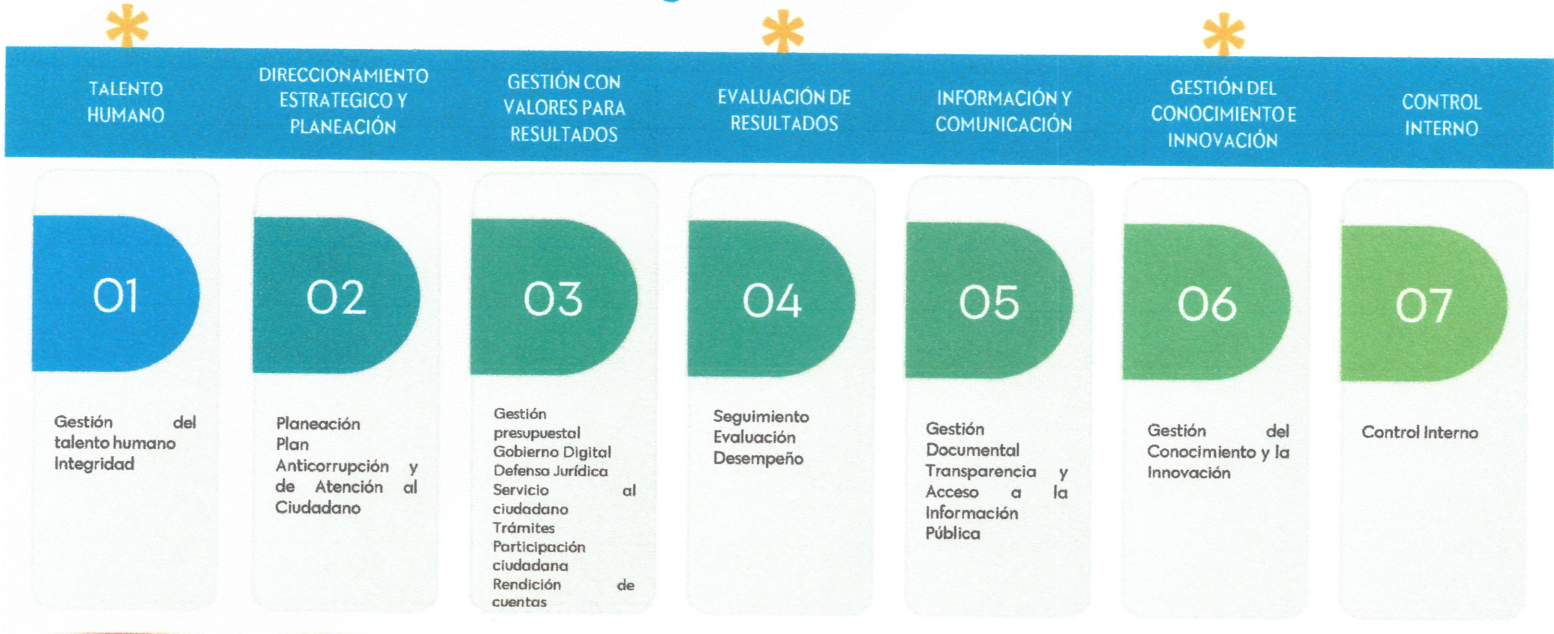 TALENTO
HUMANO
DIRECCIONAMIENTO
ESTRATEGICO Y
PLANEACIÓN
GESTIÓN CON
VALORES PARA
RESULTADOS
EVALUACIÓN DE
RESULTADOS
INFORMACIÓN Y
COMUNICACIÓN
GESTIÓN DEL
CONOCIMIENTO E
INNOVACIÓN
CONTROL
INTERNO
01
02
03
04
05
06
07
Gestión del
talento humano
Integridad
Planeación
Plan
Anticorrupción y
de Atención al
Ciudadano
Gestión
presupuestal
Gobierno Digital
Defensa Jurídica
Servicio al
ciudadano
Trámites
Participación
ciudadana
Rendición de
cuentas
Seguimiento
Evaluación
Desempeño
Gestión
Documental
Transparencia y
Acceso a la
Información
Pública
Gestión del
Conocimiento y la
Innovación
Control Interno